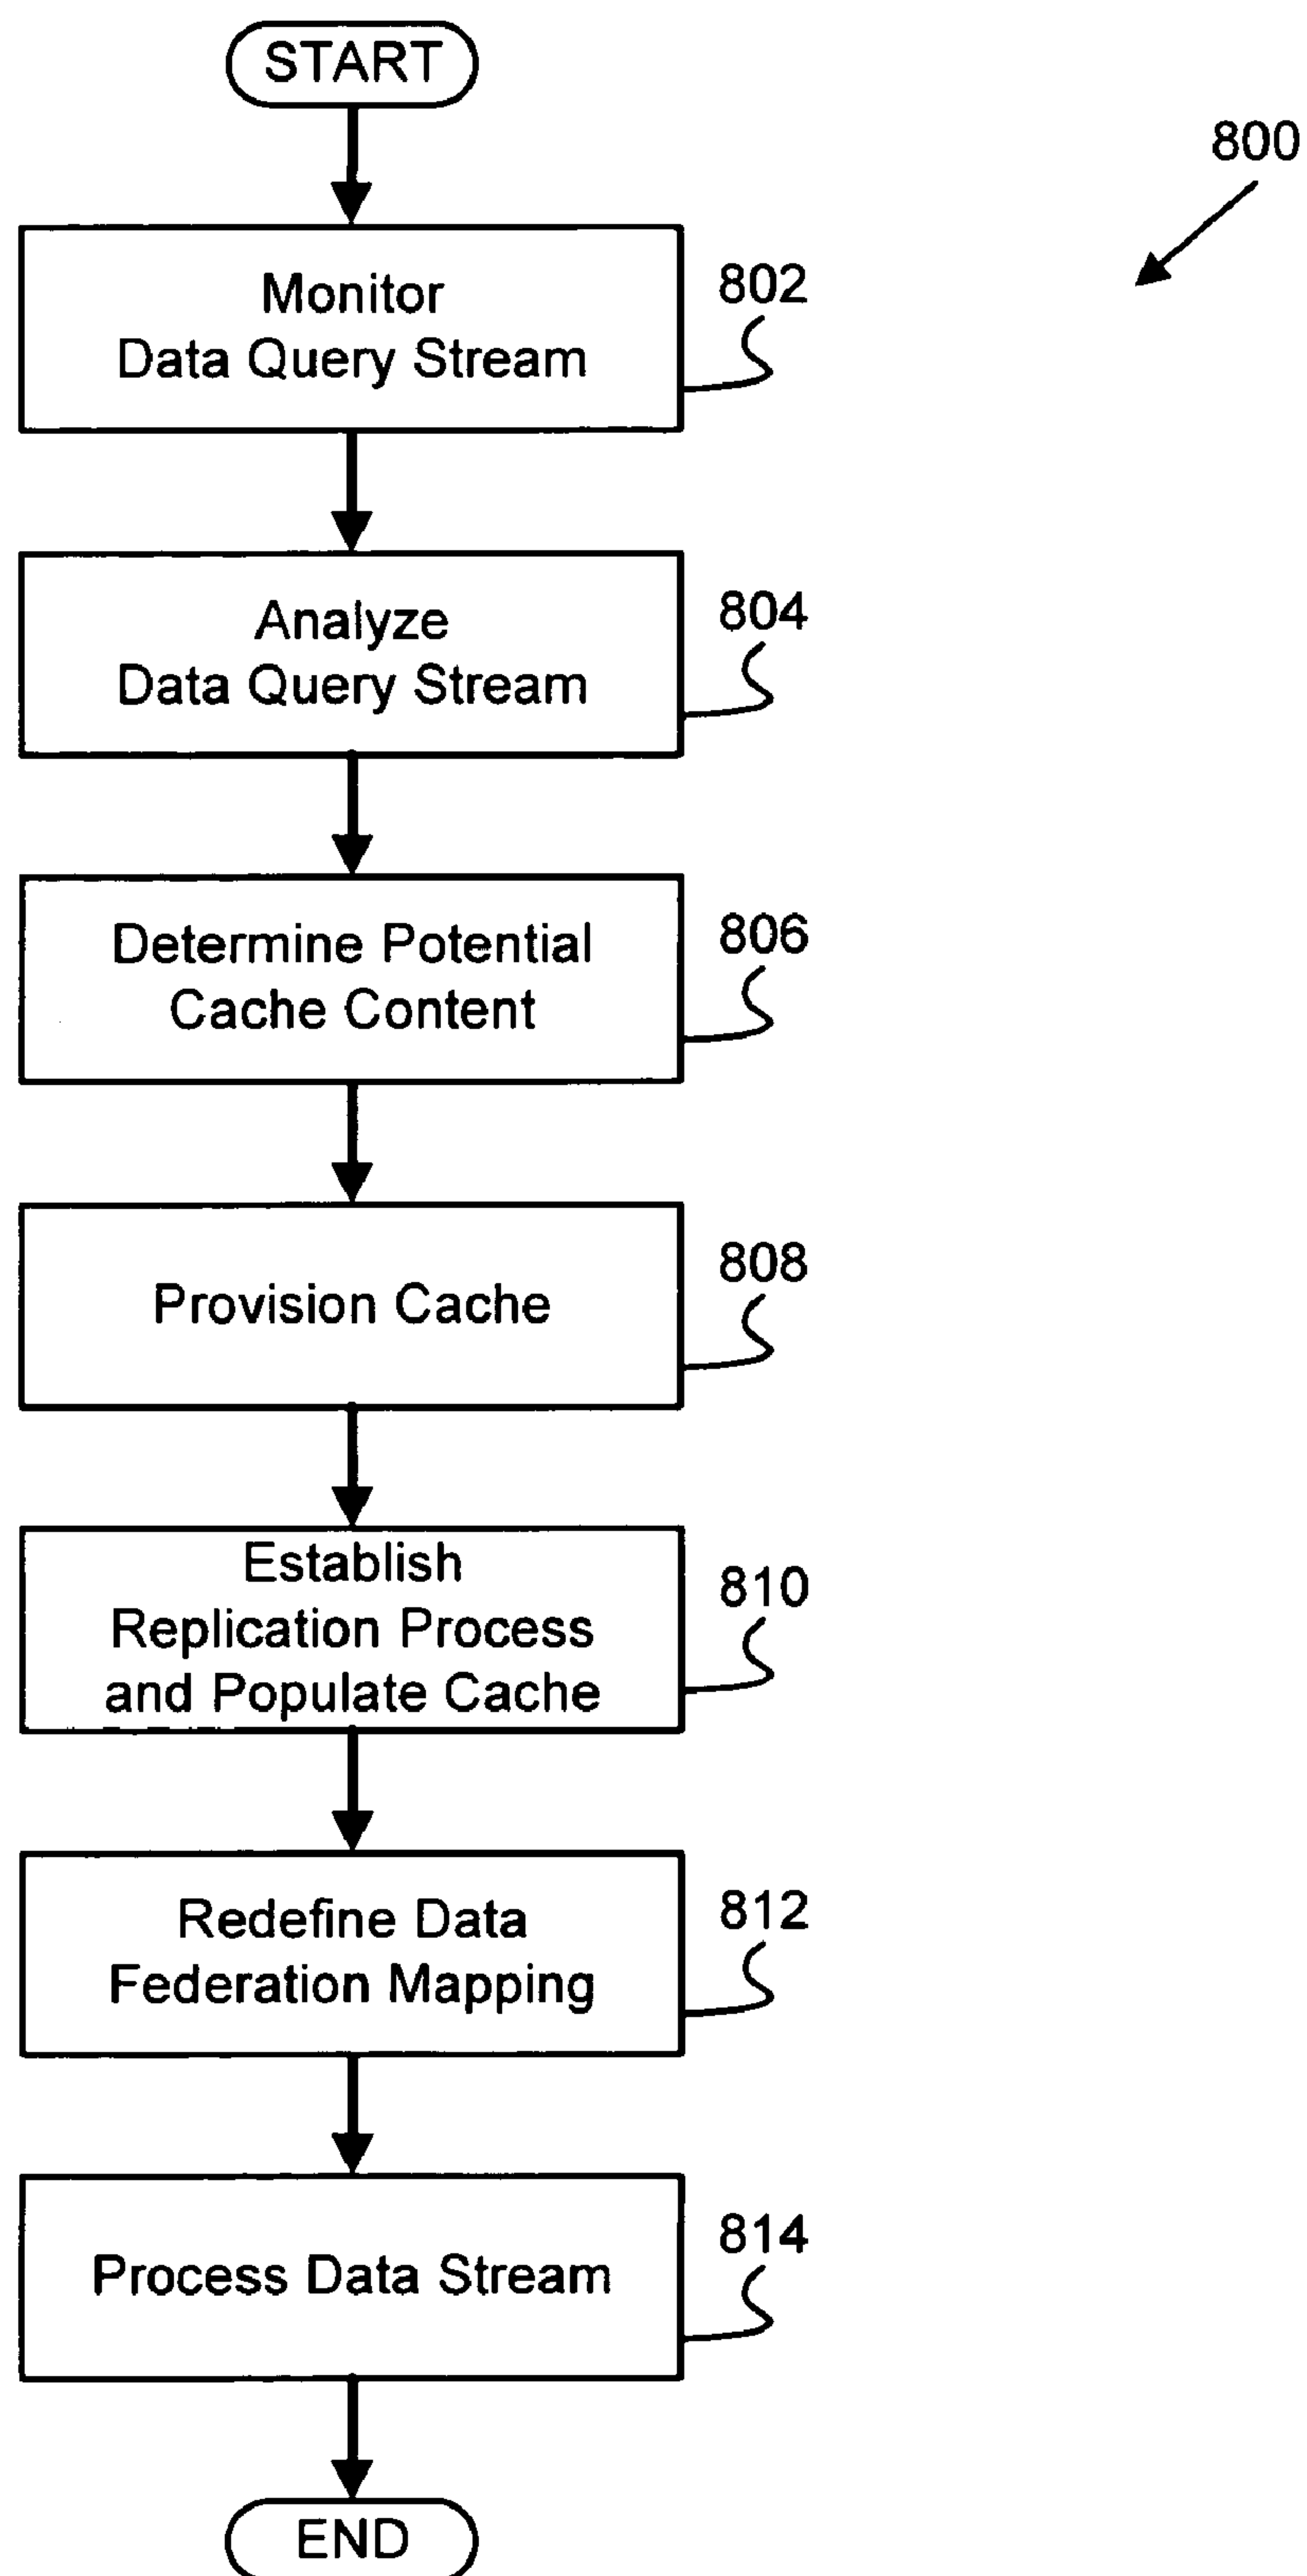 START
800
Monitor
Data Query Stream
802
Analyze
Data Query Stream
804
Determine Potential
Cache Content
806
Provision Cache
808
Establish
Replication Process
and Populate Cache
810
Redefine Data
Federation Mapping
812
Process Data Stream
814
END